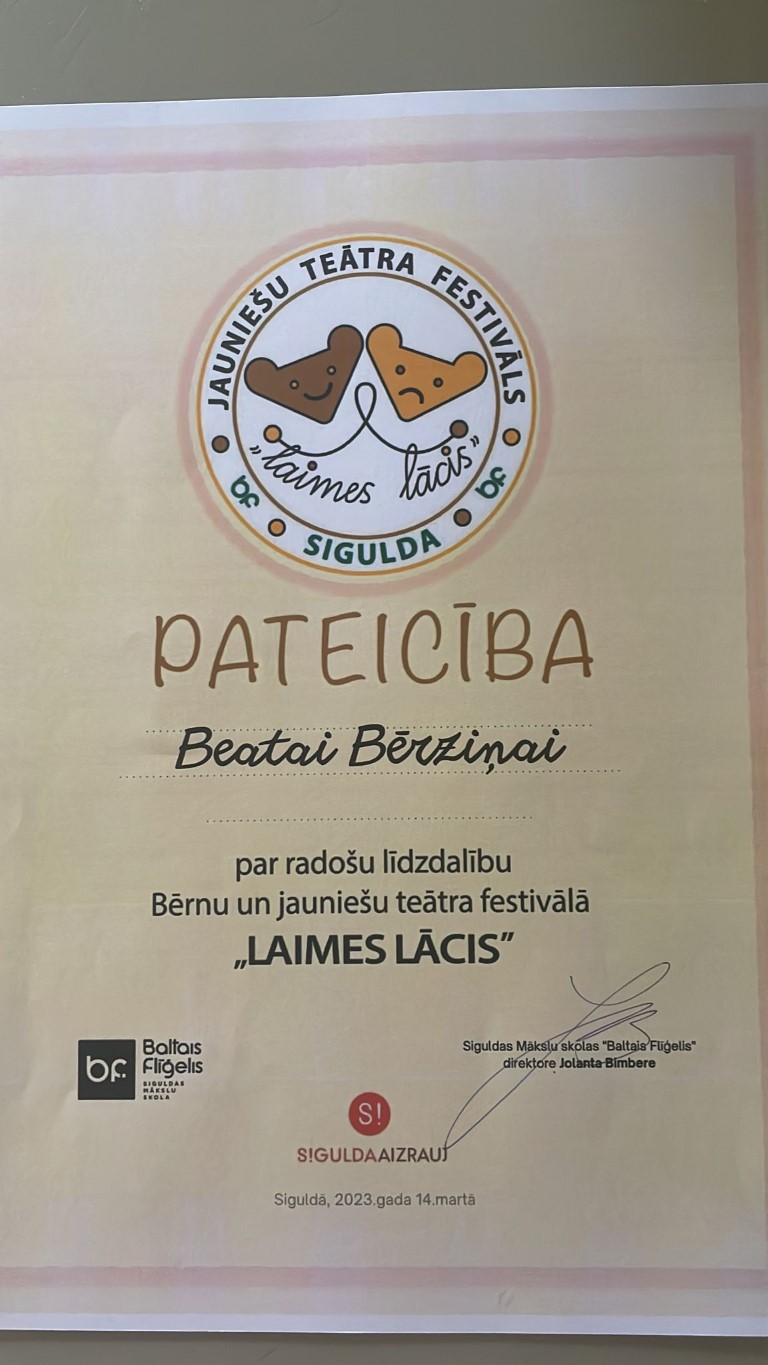 JAUNIEŠU TEĀTRA FESTIVĀLS
„laimes lācis”
bf bf
SIGULDA
PATEICĪBA
Beatai Bērziņai
par radošu līdzdalību
Bērnu un jauniešu teātra festivālā
„LAIMES LĀCIS”
bf.
Baltais
Flīģelis
SIGULDAS
MĀKSLU
SKOLA
Siguldas Mākslu skolas "Baltais Flīģelis"
direktore Jolanta Bimbere
S!
S!GULDAAIZRAUJ
Siguldā, 2023.gada 14.martā